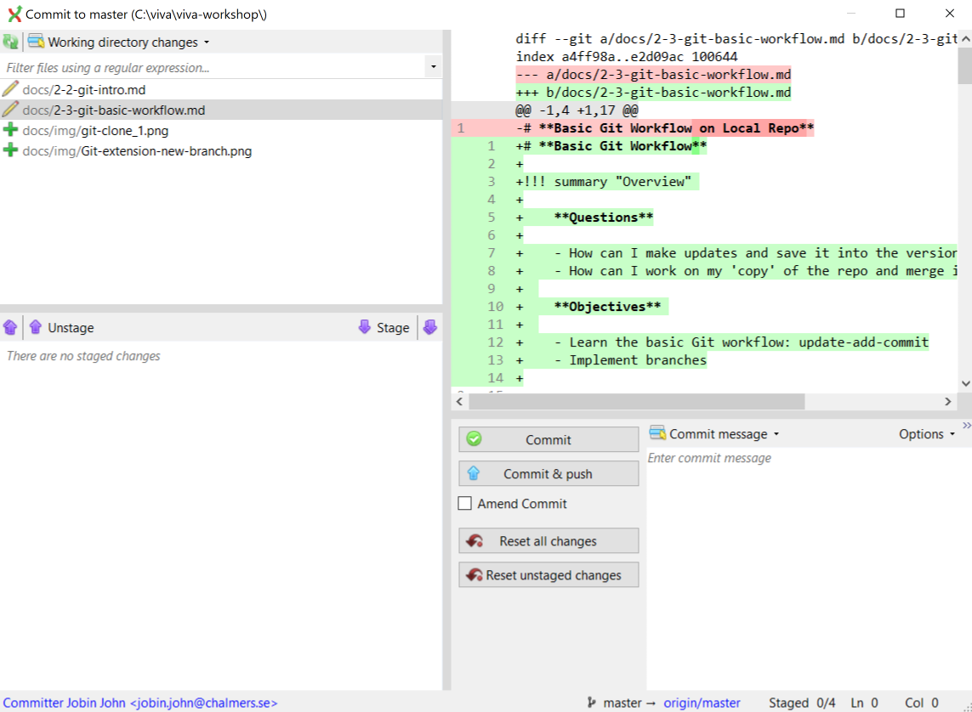 Commit to master (C:\viva\viva-workshop\)
Working directory changes
Filter files using a regular expression...
docs/2-2-git-intro.md
docs/2-3-git-basic-workflow.md
docs/img/git-clone_1.png
docs/img/Git-extension-new-branch.png
Unstage
Stage
There are no staged changes
diff --git a/docs/2-3-git-basic-workflow.md b/docs/2-3-git
index a4ff98a..e2d09ac 100644
--- a/docs/2-3-git-basic-workflow.md
+++ b/docs/2-3-git-basic-workflow.md
@@ -1,4 +1,17 @@
1 -# **Basic Git Workflow on Local Repo**
1 +# **Basic Git Workflow**
2 +
3 +!!! summary "Overview"
4 +
5 + **Questions**
6 +
7 + - How can I make updates and save it into the version
8 + - How can I work on my 'copy' of the repo and merge i
9 +
10 + **Objectives**
11 +
12 + - Learn the basic Git workflow: update-add-commit
13 + - Implement branches
14 +
Commit
Commit & push
Amend Commit
Reset all changes
Reset unstaged changes
Commit message
Options
Enter commit message
Committer Jobin John <jobin.john@chalmers.se>
master → origin/master
Staged 0/4
Ln 0
Col 0